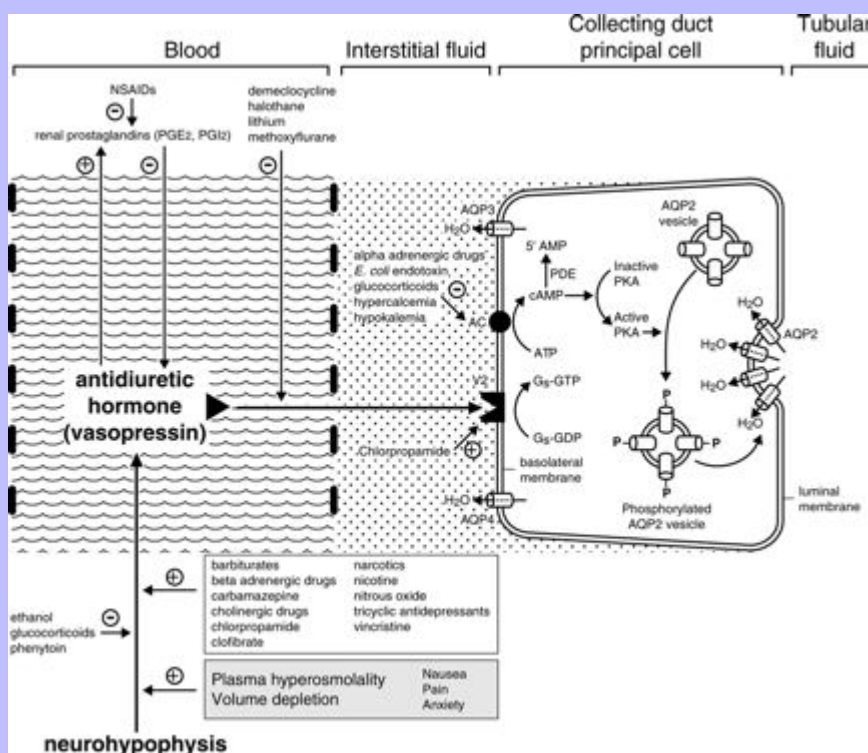 Blood
Interstitial fluid
Collecting duct
principal cell
Tubular
fluid
NSAIDs
renal prostaglandins (PGE2, PGI2)
demeclocycline
halothane
lithium
methoxyflurane
AQP3
H2O
5' AMP
PDE
cAMP
ATP
Inactive
PKA
Active
PKA
AQP2
vesicle
H2O
AQP2
H2O
H2O
H2O
alpha adrenergic drugs
E. coli endotoxin
glucocorticoids
hypercalcemia
hypokalemia
AC
V2
Gs-GTP
Gs-GDP
antidiuretic
hormone
(vasopressin)
Chlorpropamide
basolateral
membrane
H2O
AQP4
P
P
P
P
Phosphorylated
AQP2 vesicle
luminal
membrane
barbiturates
beta adrenergic drugs
carbamazepine
cholinergic drugs
chlorpropamide
clofibrate
narcotics
nicotine
nitrous oxide
tricyclic antidepressants
vincristine
ethanol
glucocorticoids
phenytoin
Plasma hyperosmolality
Volume depletion
Nausea
Pain
Anxiety
neurohypophysis